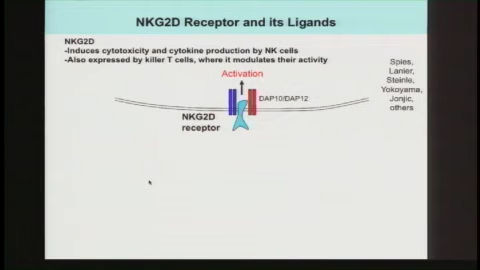 NKG2D Receptor and its Ligands
NKG2D
-Induces cytotoxicity and cytokine production by NK cells
-Also expressed by killer T cells, where it modulates their activity
Activation
DAP10/DAP12
NKG2D
receptor
Spies,
Lanier,
Steinle,
Yokoyama,
Jonjic,
others